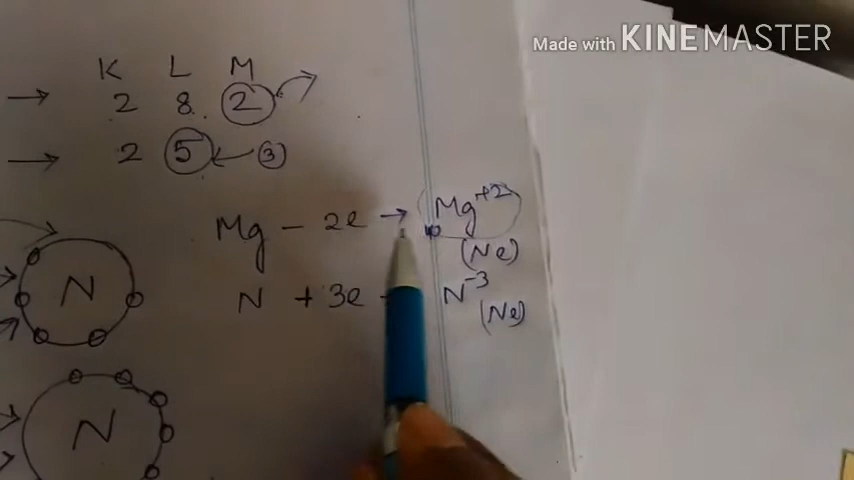 Made with KINEMASTER
K L M
→ 2 8 2
→ 2 5 ← 3
Mg - 2e → Mg+2
(Ne)
N + 3e N-3
(Ne)
N
N